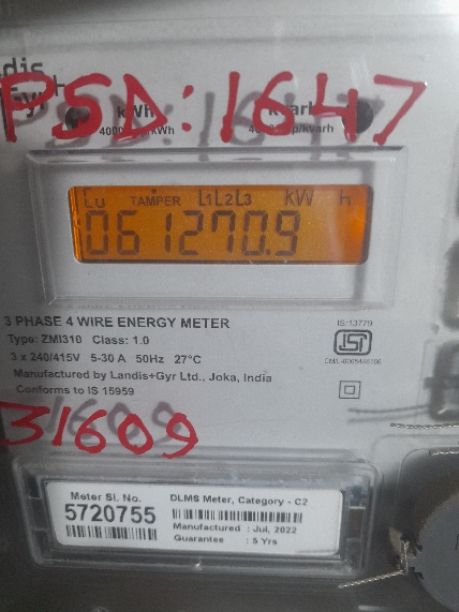 PSD:1647
kWh
kvarh
Cu TAMPER L1L2L3 kW h
061270.9
3 PHASE 4 WIRE ENERGY METER
Type: ZMI310 Class: 1.0
3 x 240/415V 5-30 A 50Hz 27°C
Manufactured by Landis+Gyr Ltd., Joka, India
Conforms to IS 15959
IS:13779
ISI
31609
Meter Sl. No.
5720755
DLMS Meter, Category - C2
Manufactured : Jul, 2022
Guarantee : 5 Yrs